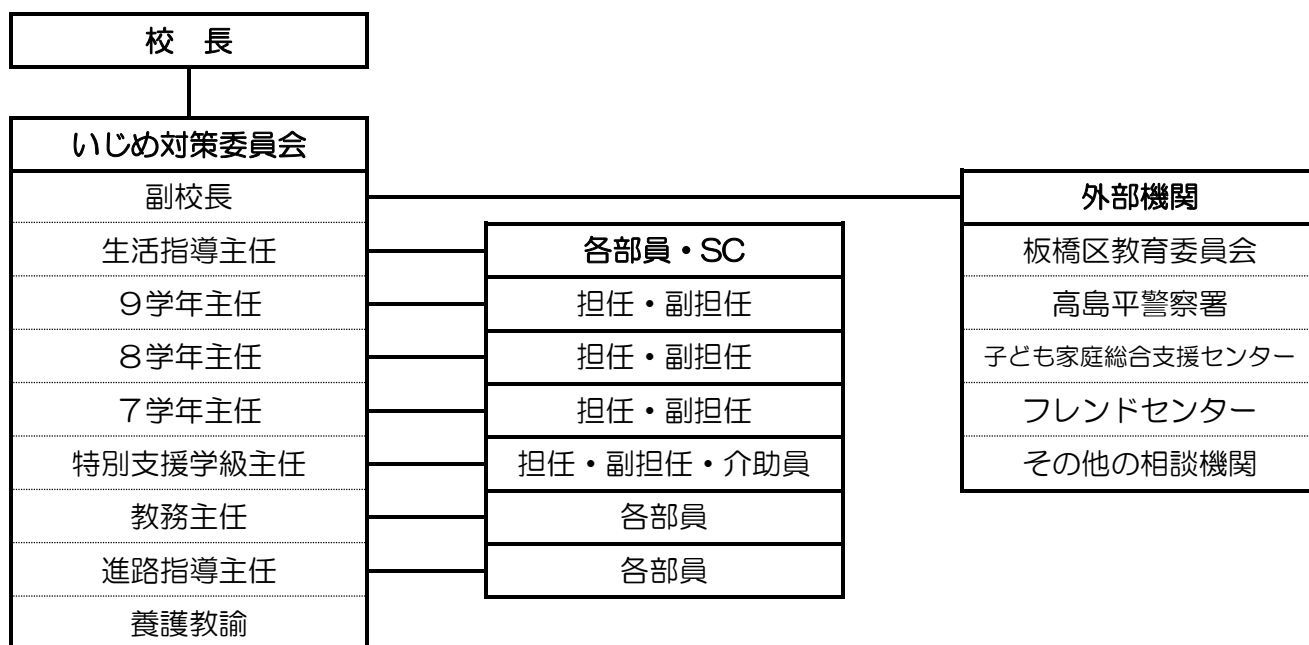 校　長
いじめ対策委員会
副校長
生活指導主任
９学年主任
８学年主任
７学年主任
特別支援学級主任
教務主任
進路指導主任
養護教諭
各部員・SC
担任・副担任
担任・副担任
担任・副担任
担任・副担任・介助員
各部員
各部員
外部機関
板橋区教育委員会
高島平警察署
子ども家庭総合支援センター
フレンドセンター
その他の相談機関